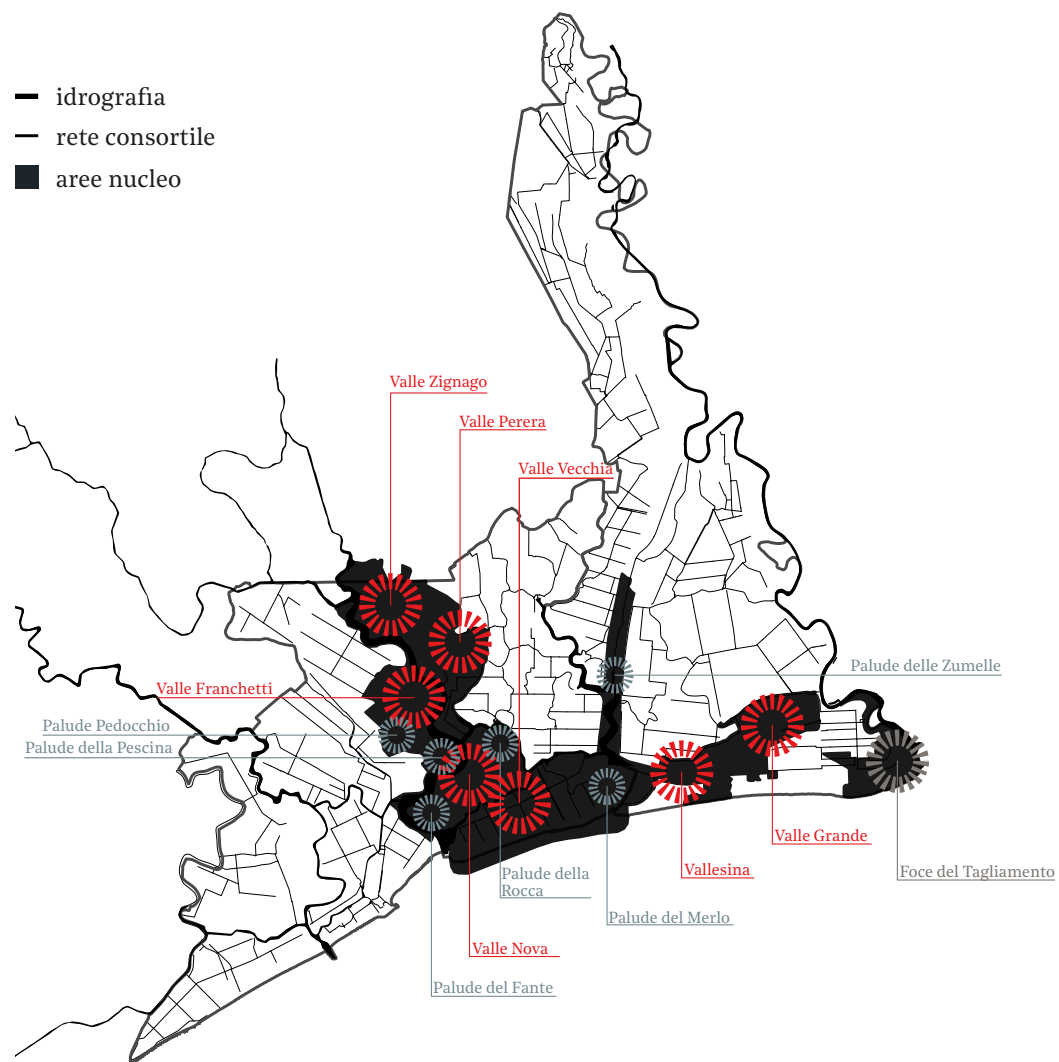 idrografia
rete consortile
aree nucleo
Valle Zignago
Valle Perera
Valle Vecchia
Palude delle Zumelle
Valle Franchetti
Palude Pedocchio
Palude della Pescina
Valle Grande
Vallesina
Foce del Tagliamento
Palude della
Rocca
Palude del Merlo
Valle Nova
Palude del Fante